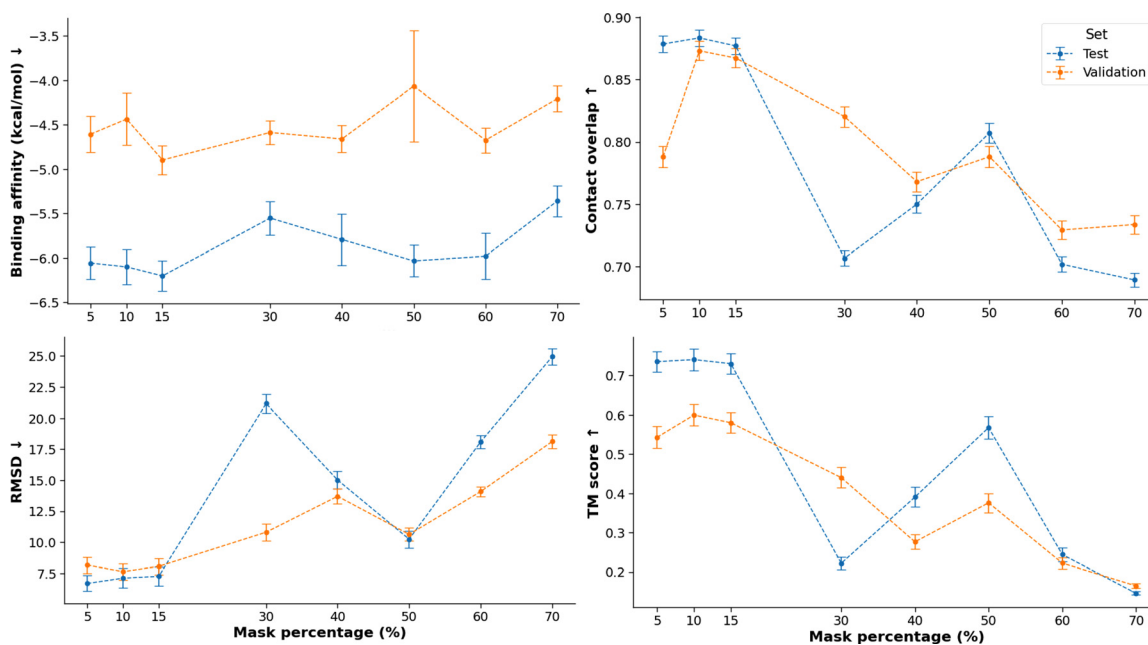 Binding affinity (kcal/mol) ↓
−3.5
−4.0
−4.5
−5.0
−5.5
−6.0
−6.5
5 10 15 30 40 50 60 70
Contact overlap ↑
0.90
0.85
0.80
0.75
0.70
5 10 15 30 40 50 60 70
Set
Test
Validation
RMSD ↓
25.0
22.5
20.0
17.5
15.0
12.5
10.0
7.5
5 10 15 30 40 50 60 70
Mask percentage (%)
TM score ↑
0.7
0.6
0.5
0.4
0.3
0.2
5 10 15 30 40 50 60 70
Mask percentage (%)